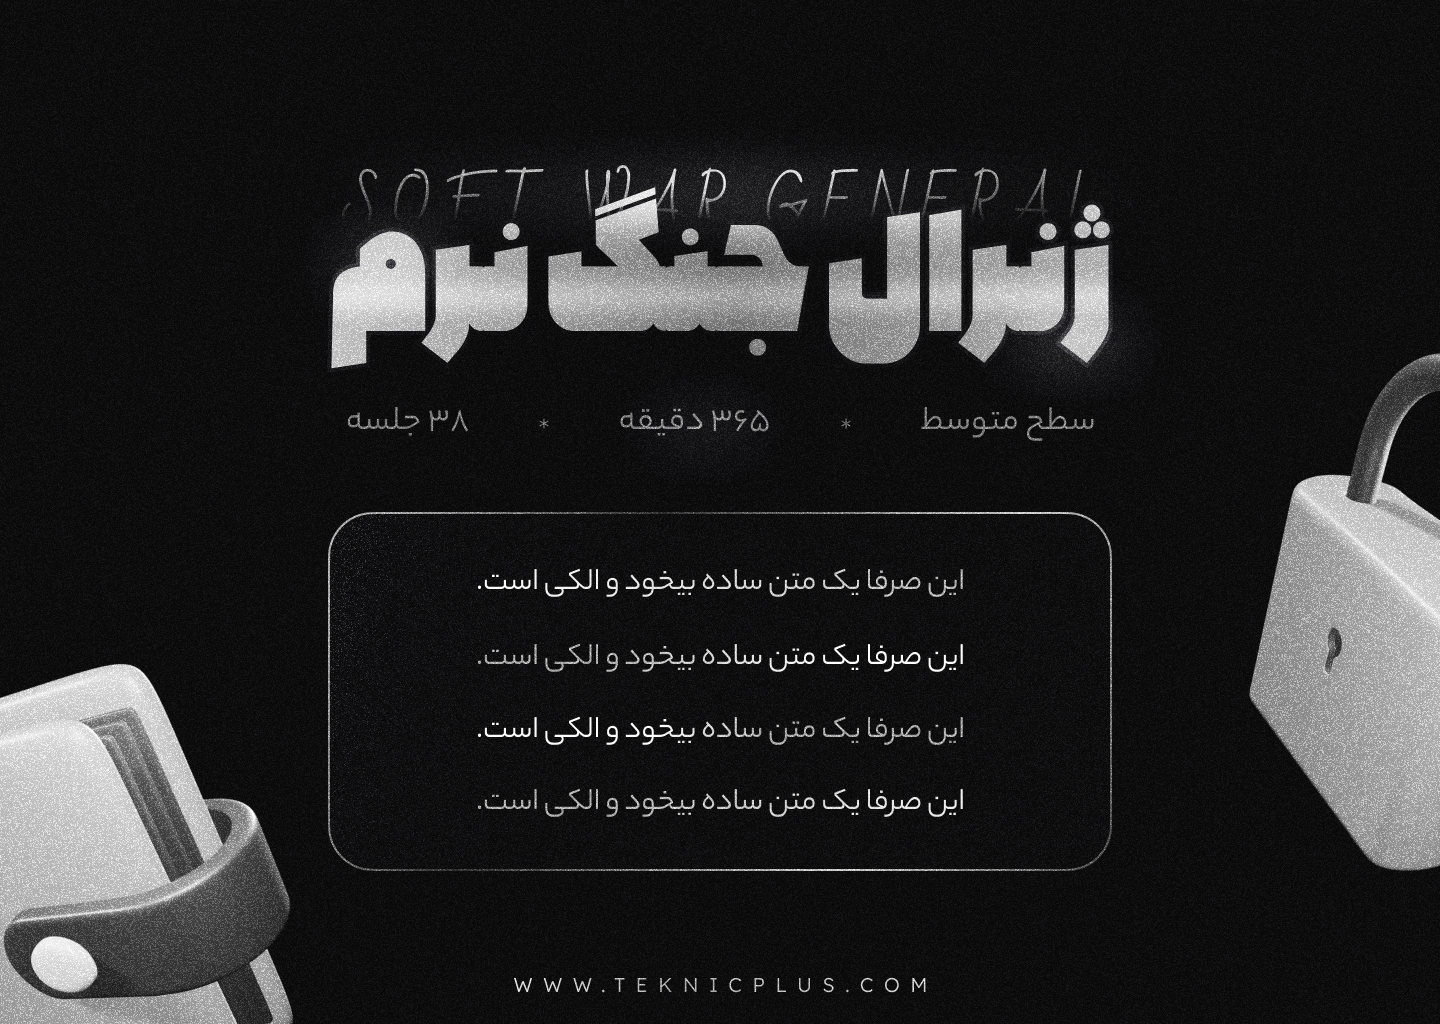 SOFT WAR GENERAL
ژنرال جنگ نرم
سطح متوسط * ۳۶۵ دقیقه * ۳۸ جلسه
این صرفا یک متن ساده بیخود و الکی است.
این صرفا یک متن ساده بیخود و الکی است.
این صرفا یک متن ساده بیخود و الکی است.
این صرفا یک متن ساده بیخود و الکی است.
WWW.TEKNICPLUS.COM